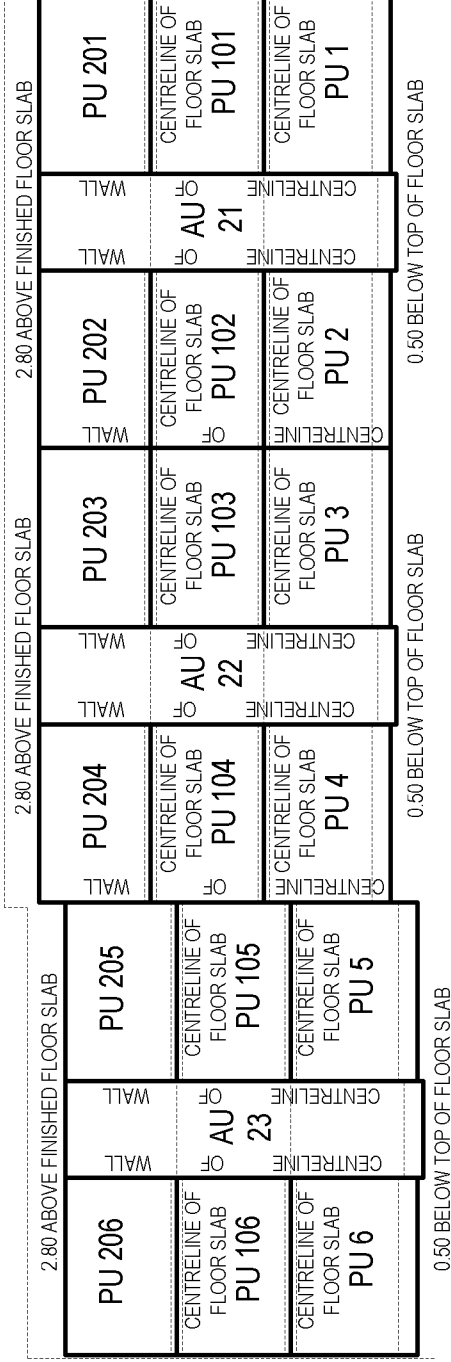 2.80 ABOVE FINISHED FLOOR SLAB
2.80 ABOVE FINISHED FLOOR SLAB
2.80 ABOVE FINISHED FLOOR SLAB
PU 206
PU 205
PU 204
PU 203
PU 202
PU 201
CENTRELINE OF
FLOOR SLAB
PU 106
CENTRELINE OF
FLOOR SLAB
PU 105
CENTRELINE OF
FLOOR SLAB
PU 104
CENTRELINE OF
FLOOR SLAB
PU 103
CENTRELINE OF
FLOOR SLAB
PU 102
CENTRELINE OF
FLOOR SLAB
PU 101
CENTRELINE OF
FLOOR SLAB
PU 6
CENTRELINE OF
FLOOR SLAB
PU 5
CENTRELINE OF
FLOOR SLAB
PU 4
CENTRELINE OF
FLOOR SLAB
PU 3
CENTRELINE OF
FLOOR SLAB
PU 2
CENTRELINE OF
FLOOR SLAB
PU 1
CENTRELINE OF WALL
AU
23
CENTRELINE OF WALL
CENTRELINE OF WALL
CENTRELINE OF WALL
AU
22
CENTRELINE OF WALL
CENTRELINE OF WALL
CENTRELINE OF WALL
AU
21
CENTRELINE OF WALL
0.50 BELOW TOP OF FLOOR SLAB
0.50 BELOW TOP OF FLOOR SLAB
0.50 BELOW TOP OF FLOOR SLAB